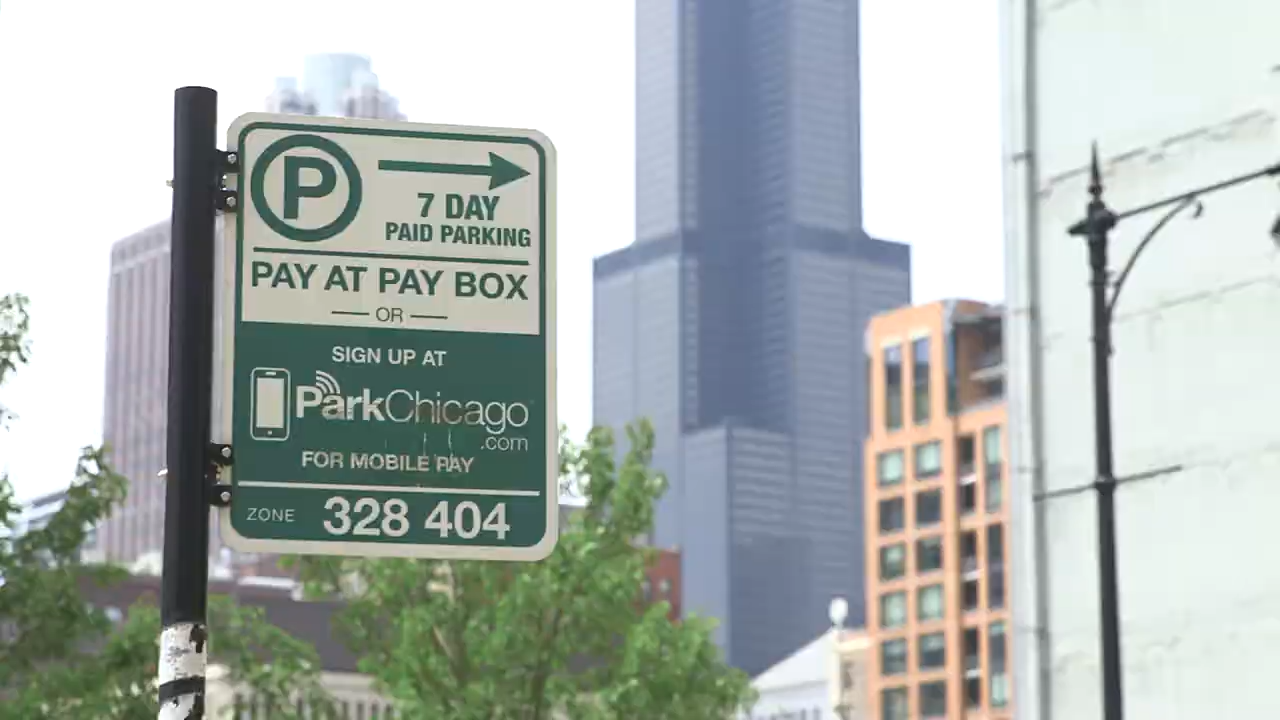 P
7 DAY
PAID PARKING
PAY AT PAY BOX
OR
SIGN UP AT
ParkChicago
.com
FOR MOBILE PAY
ZONE 328 404